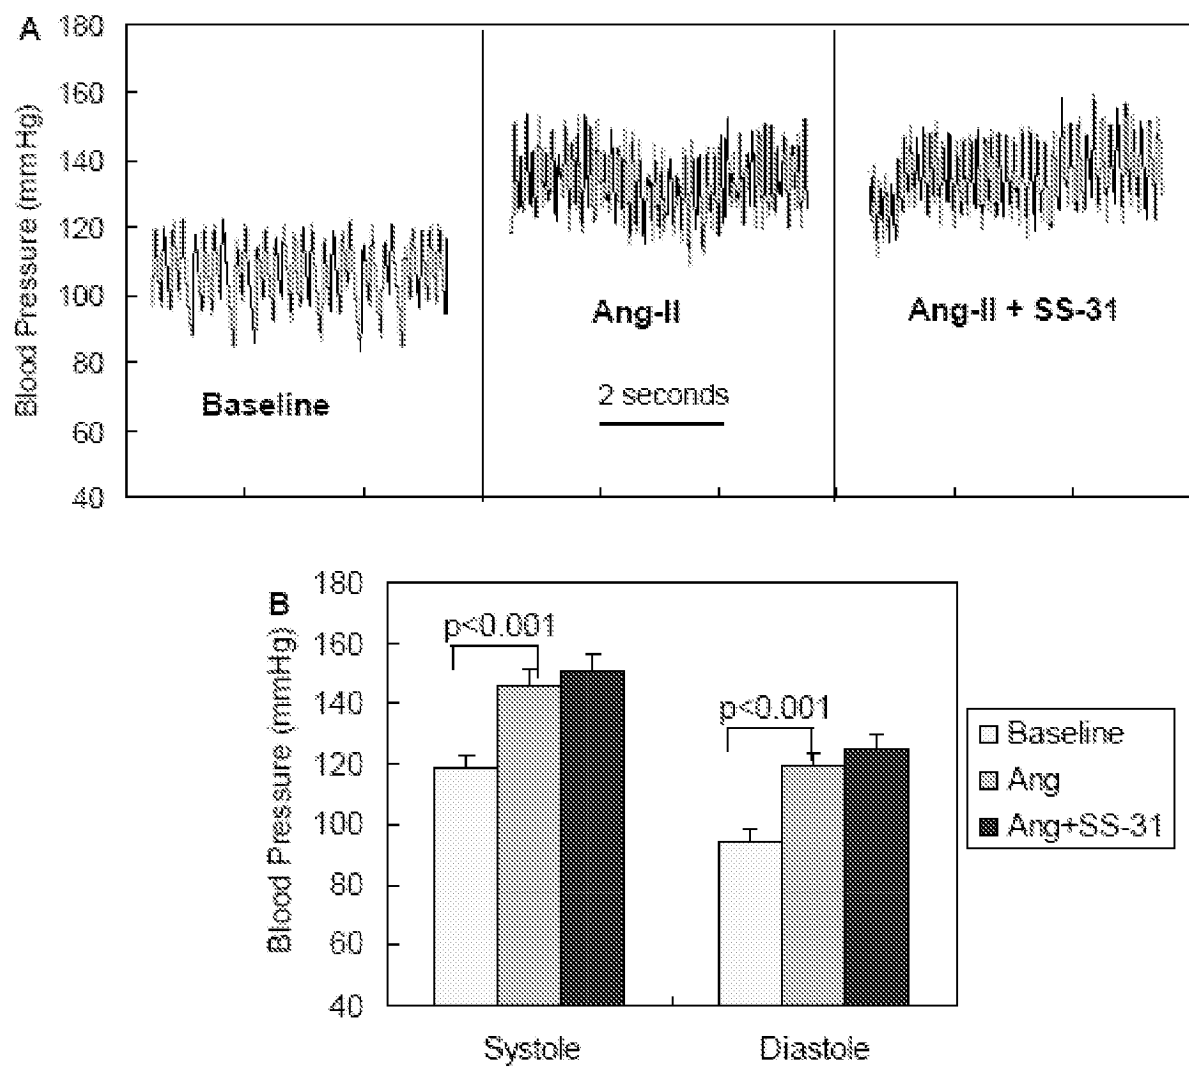 A
180
160
140
120
100
80
60
40
Blood Pressure (mmHg)
Baseline
Ang-II
2 seconds
Ang-II + SS-31
B
180
160
140
120
100
80
60
40
Blood Pressure (mmHg)
p<0.001
p<0.001
Systole
Diastole
Baseline
Ang
Ang+SS-31